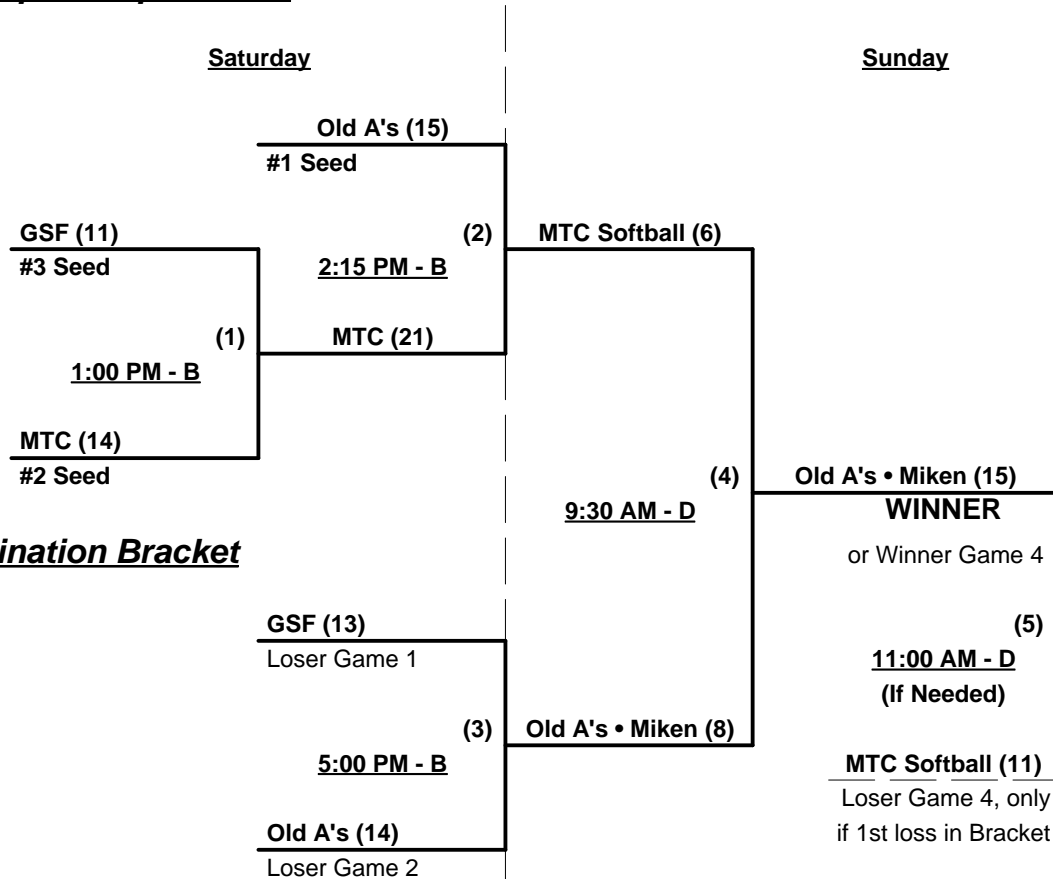 Saturday
Sunday
Old A's (15)
#1 Seed
GSF (11)
(2)
MTC Softball (6)
#3 Seed
2:15 PM - B
(1)
MTC (21)
1:00 PM - B
MTC (14)
#2 Seed
(4)
Old A's • Miken (15)
9:30 AM - D
WINNER
ination Bracket
or Winner Game 4
GSF (13)
(5)
Loser Game 1
11:00 AM - D
(If Needed)
(3)
Old A's • Miken (8)
5:00 PM - B
MTC Softball (11)
Loser Game 4, only
Old A's (14)
if 1st loss in Bracket
Loser Game 2